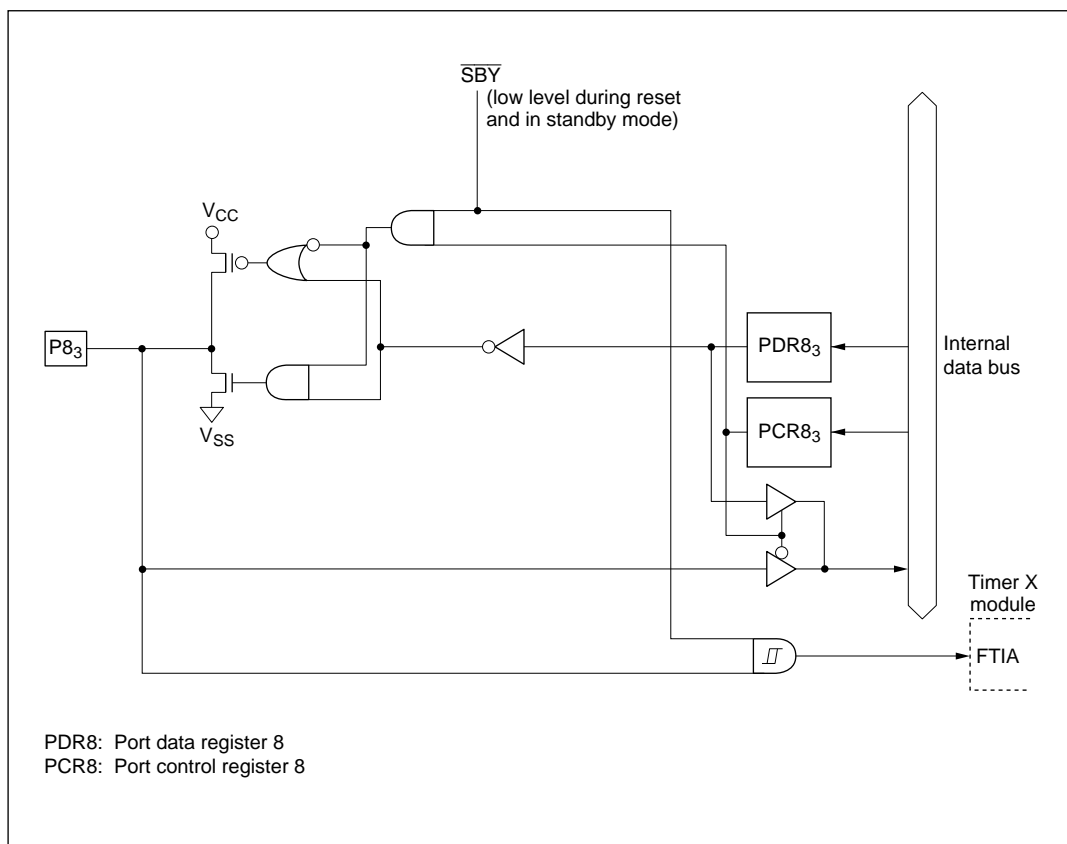 SBY
(low level during reset
and in standby mode)
VCC
P83
VSS
PDR83
PCR83
Internal
data bus
Timer X
module
FTIA
PDR8: Port data register 8
PCR8: Port control register 8